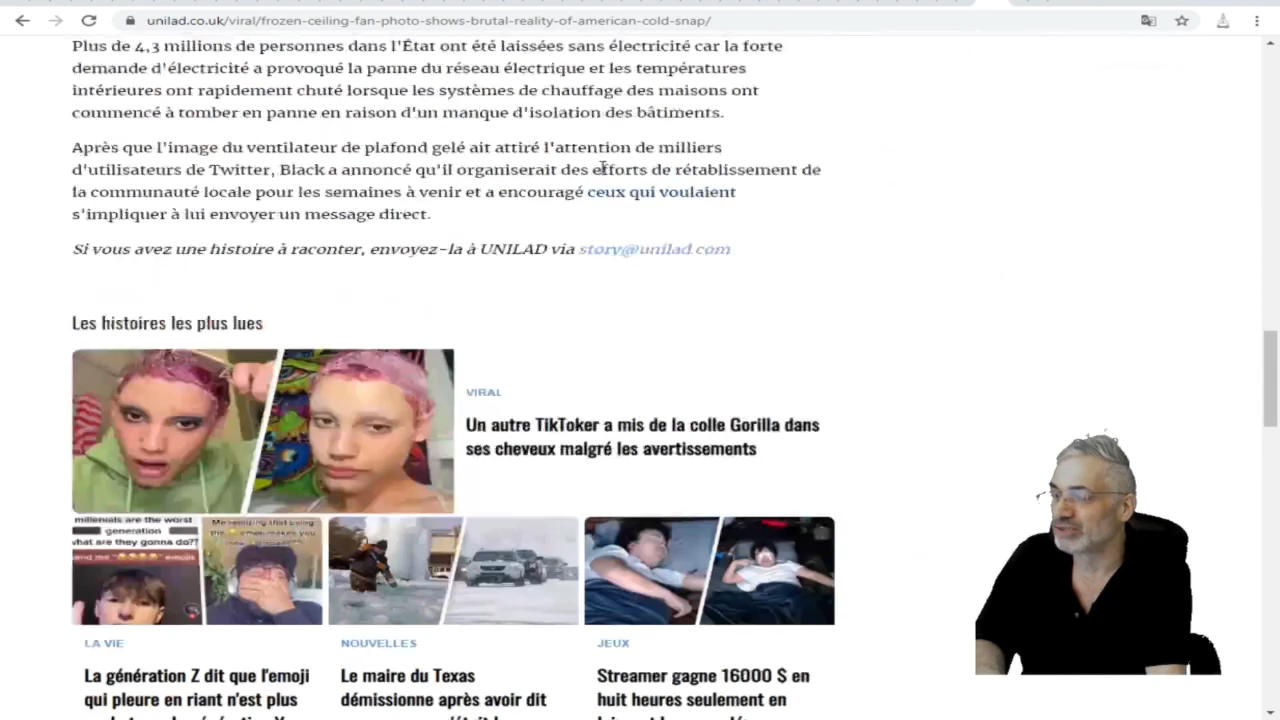 unilad.co.uk/viral/frozen-ceiling-fan-photo-shows-brutal-reality-of-american-cold-snap/
Plus de 4,3 millions de personnes dans l'État ont été laissées sans électricité car la forte
demande d'électricité a provoqué la panne du réseau électrique et les températures
intérieures ont rapidement chuté lorsque les systèmes de chauffage des maisons ont
commencé à tomber en panne en raison d'un manque d'isolation des bâtiments.
Après que l'image du ventilateur de plafond gelé ait attiré l'attention de milliers
d'utilisateurs de Twitter, Black a annoncé qu'il organiserait des efforts de rétablissement de
la communauté locale pour les semaines à venir et a encouragé ceux qui voulaient
s'impliquer à lui envoyer un message direct.
Si vous avez une histoire à raconter, envoyez-la à UNILAD via story@unilad.com
Les histoires les plus lues
VIRAL
Un autre TikToker a mis de la colle Gorilla dans
ses cheveux malgré les avertissements
millenials are the worst
generation
what are they gonna do??
LA VIE
La génération Z dit que l'emoji
qui pleure en riant n'est plus
NOUVELLES
Le maire du Texas
démissionne après avoir dit
JEUX
Streamer gagne 16000 $ en
huit heures seulement en